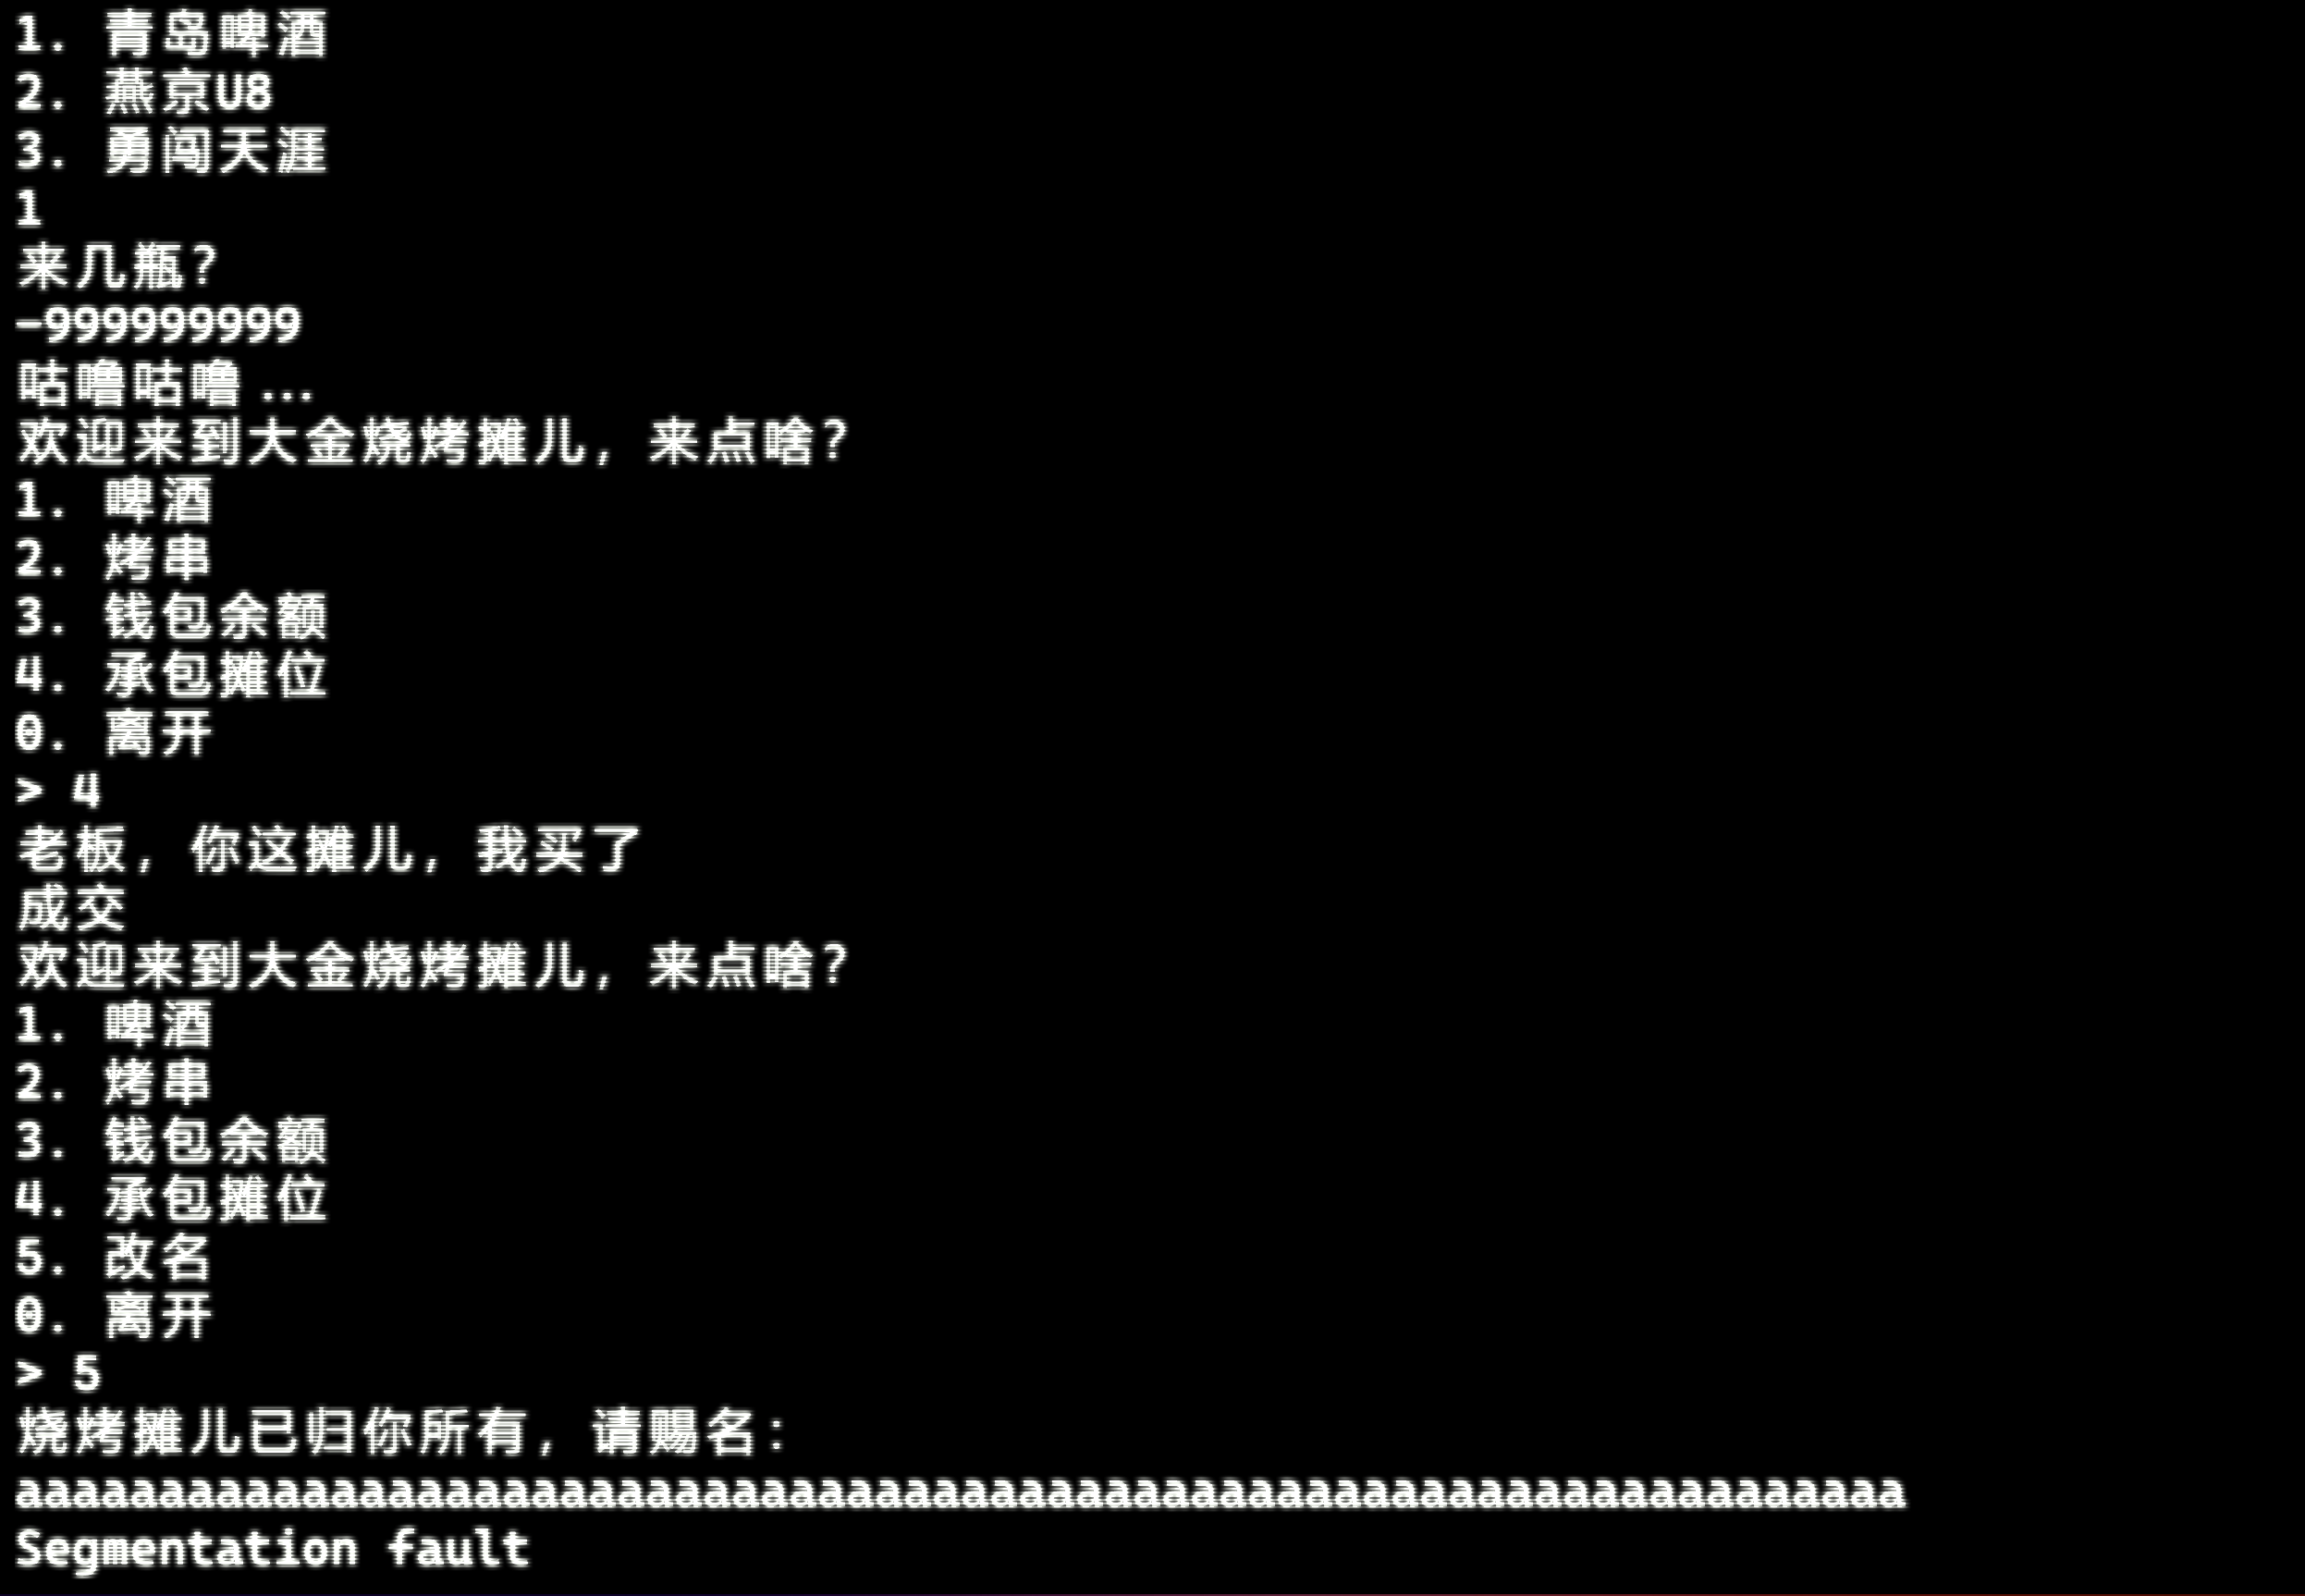 1. 青岛啤酒
2. 燕京U8
3. 勇闯天涯
1
来几瓶？
-999999999
咕噜咕噜...
欢迎来到大金烧烤摊儿，来点啥？
1. 啤酒
2. 烤串
3. 钱包余额
4. 承包摊位
0. 离开
> 4
老板，你这摊儿，我买了
成交
欢迎来到大金烧烤摊儿，来点啥？
1. 啤酒
2. 烤串
3. 钱包余额
4. 承包摊位
5. 改名
0. 离开
> 5
烧烤摊儿已归你所有，请赐名：
aaaaaaaaaaaaaaaaaaaaaaaaaaaaaaaaaaaaaaaaaaaaaaaaaaaaaaaaaaaaaaaaaa
Segmentation fault